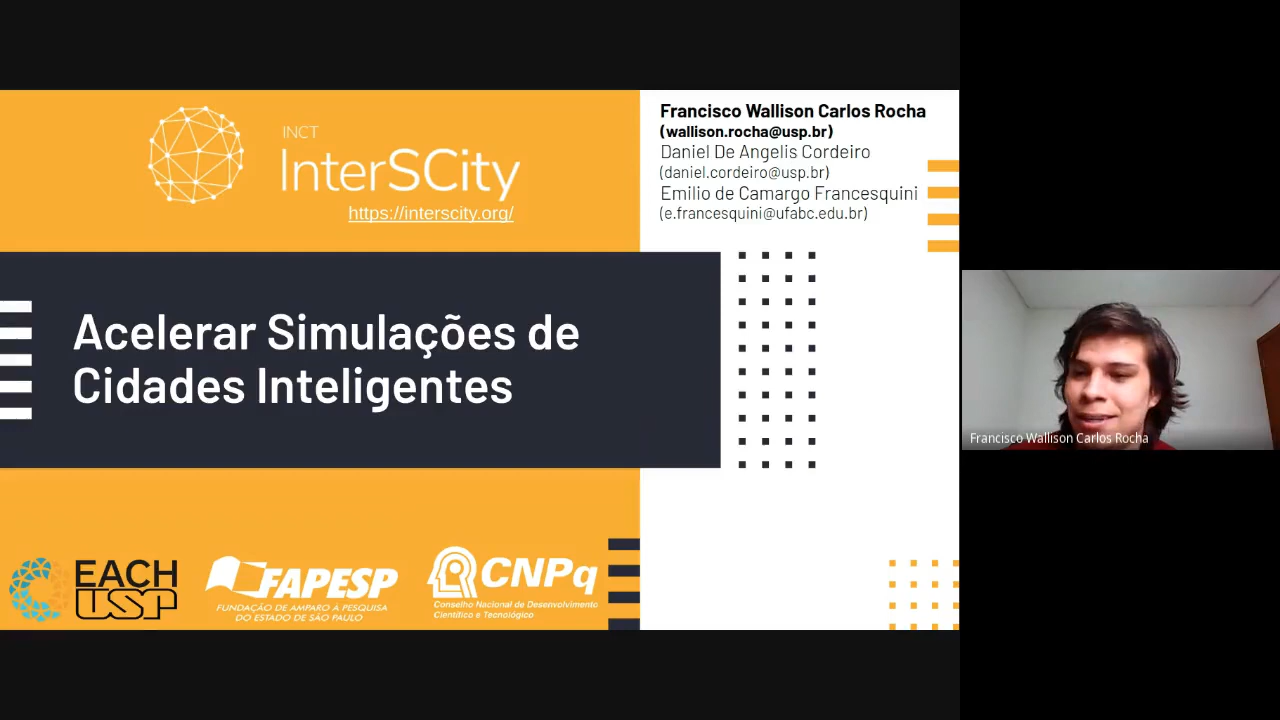 INCT
InterSCity
https://interscity.org/
Francisco Wallison Carlos Rocha
(wallison.rocha@usp.br)
Daniel De Angelis Cordeiro
(daniel.cordeiro@usp.br)
Emilio de Camargo Francesquini
(e.francesquini@ufabc.edu.br)
Acelerar Simulações de
Cidades Inteligentes
Francisco Wallison Carlos Rocha
EACH
USP
FAPESP
FUNDAÇÃO DE AMPARO À PESQUISA
DO ESTADO DE SÃO PAULO
CNPq
Conselho Nacional de Desenvolvimento
Científico e Tecnológico